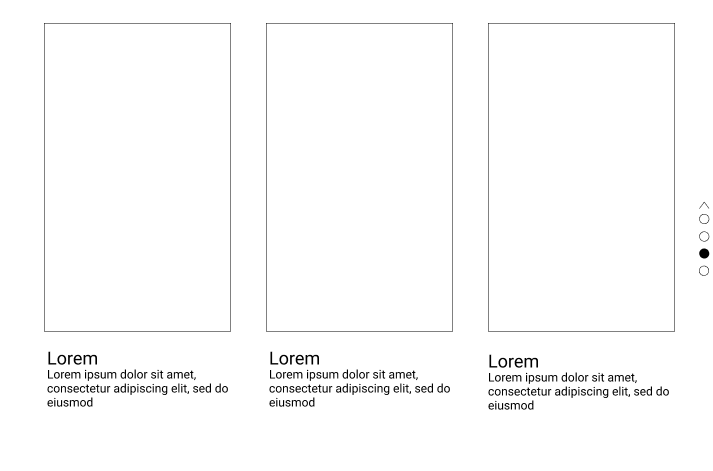 Lorem
Lorem ipsum dolor sit amet,
consectetur adipiscing elit, sed do
eiusmod
Lorem
Lorem ipsum dolor sit amet,
consectetur adipiscing elit, sed do
eiusmod
Lorem
Lorem ipsum dolor sit amet,
consectetur adipiscing elit, sed do
eiusmod